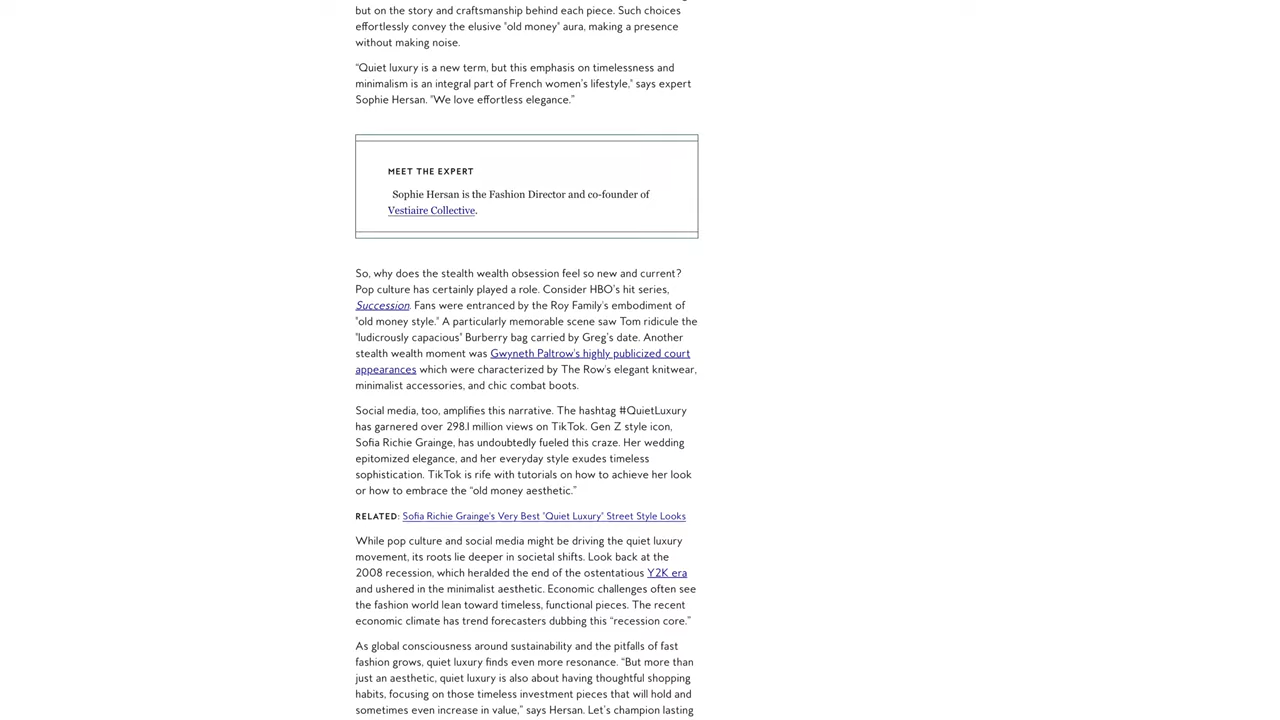 but on the story and craftsmanship behind each piece. Such choices
effortlessly convey the elusive "old money" aura, making a presence
without making noise.
“Quiet luxury is a new term, but this emphasis on timelessness and
minimalism is an integral part of French women's lifestyle," says expert
Sophie Hersan. "We love effortless elegance.”
MEET THE EXPERT
Sophie Hersan is the Fashion Director and co-founder of
Vestiaire Collective.
So, why does the stealth wealth obsession feel so new and current?
Pop culture has certainly played a role. Consider HBO's hit series,
Succession. Fans were entranced by the Roy Family's embodiment of
"old money style." A particularly memorable scene saw Tom ridicule the
"ludicrously capacious" Burberry bag carried by Greg's date. Another
stealth wealth moment was Gwyneth Paltrow's highly publicized court
appearances which were characterized by The Row's elegant knitwear,
minimalist accessories, and chic combat boots.
Social media, too, amplifies this narrative. The hashtag #QuietLuxury
has garnered over 298.1 million views on TikTok. Gen Z style icon,
Sofia Richie Grainge, has undoubtedly fueled this craze. Her wedding
epitomized elegance, and her everyday style exudes timeless
sophistication. TikTok is rife with tutorials on how to achieve her look
or how to embrace the “old money aesthetic.”
RELATED: Sofia Richie Grainge's Very Best "Quiet Luxury" Street Style Looks
While pop culture and social media might be driving the quiet luxury
movement, its roots lie deeper in societal shifts. Look back at the
2008 recession, which heralded the end of the ostentatious Y2K era
and ushered in the minimalist aesthetic. Economic challenges often see
the fashion world lean toward timeless, functional pieces. The recent
economic climate has trend forecasters dubbing this “recession core.”
As global consciousness around sustainability and the pitfalls of fast
fashion grows, quiet luxury finds even more resonance. “But more than
just an aesthetic, quiet luxury is also about having thoughtful shopping
habits, focusing on those timeless investment pieces that will hold and
sometimes even increase in value,” says Hersan. Let's champion lasting